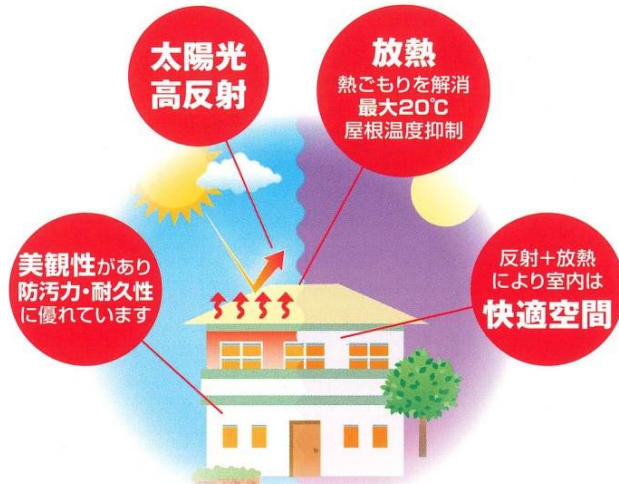 太陽光
高反射
放熱
熱ごもりを解消
最大20℃
屋根温度抑制
美観性があり
防汚力・耐久性
に優れています
反射＋放熱
により室内は
快適空間